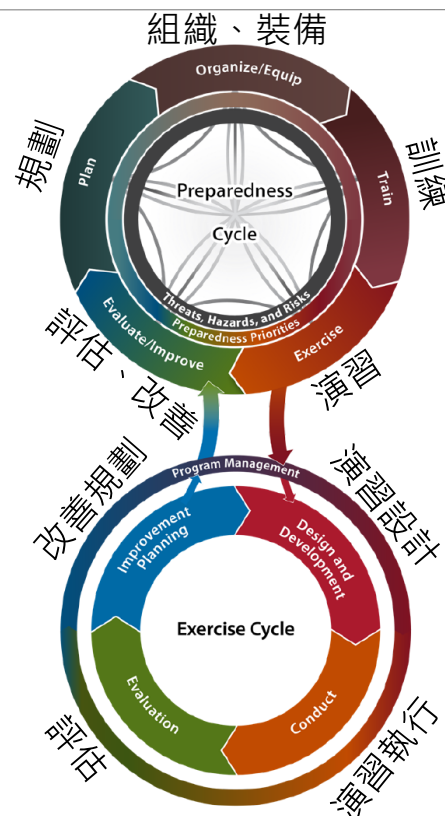 組織、裝備
Organize/Equip
規劃
Plan
訓練
Train
Preparedness
Cycle
Threats, Hazards, and Risks
Preparedness Priorities
Evaluate/Improve
評估、改善
Exercise
演習
Program Management
改善規劃
演習設計
Improvement
Planning
Design and
Development
Exercise Cycle
Evaluation
Conduct
評估
演習執行